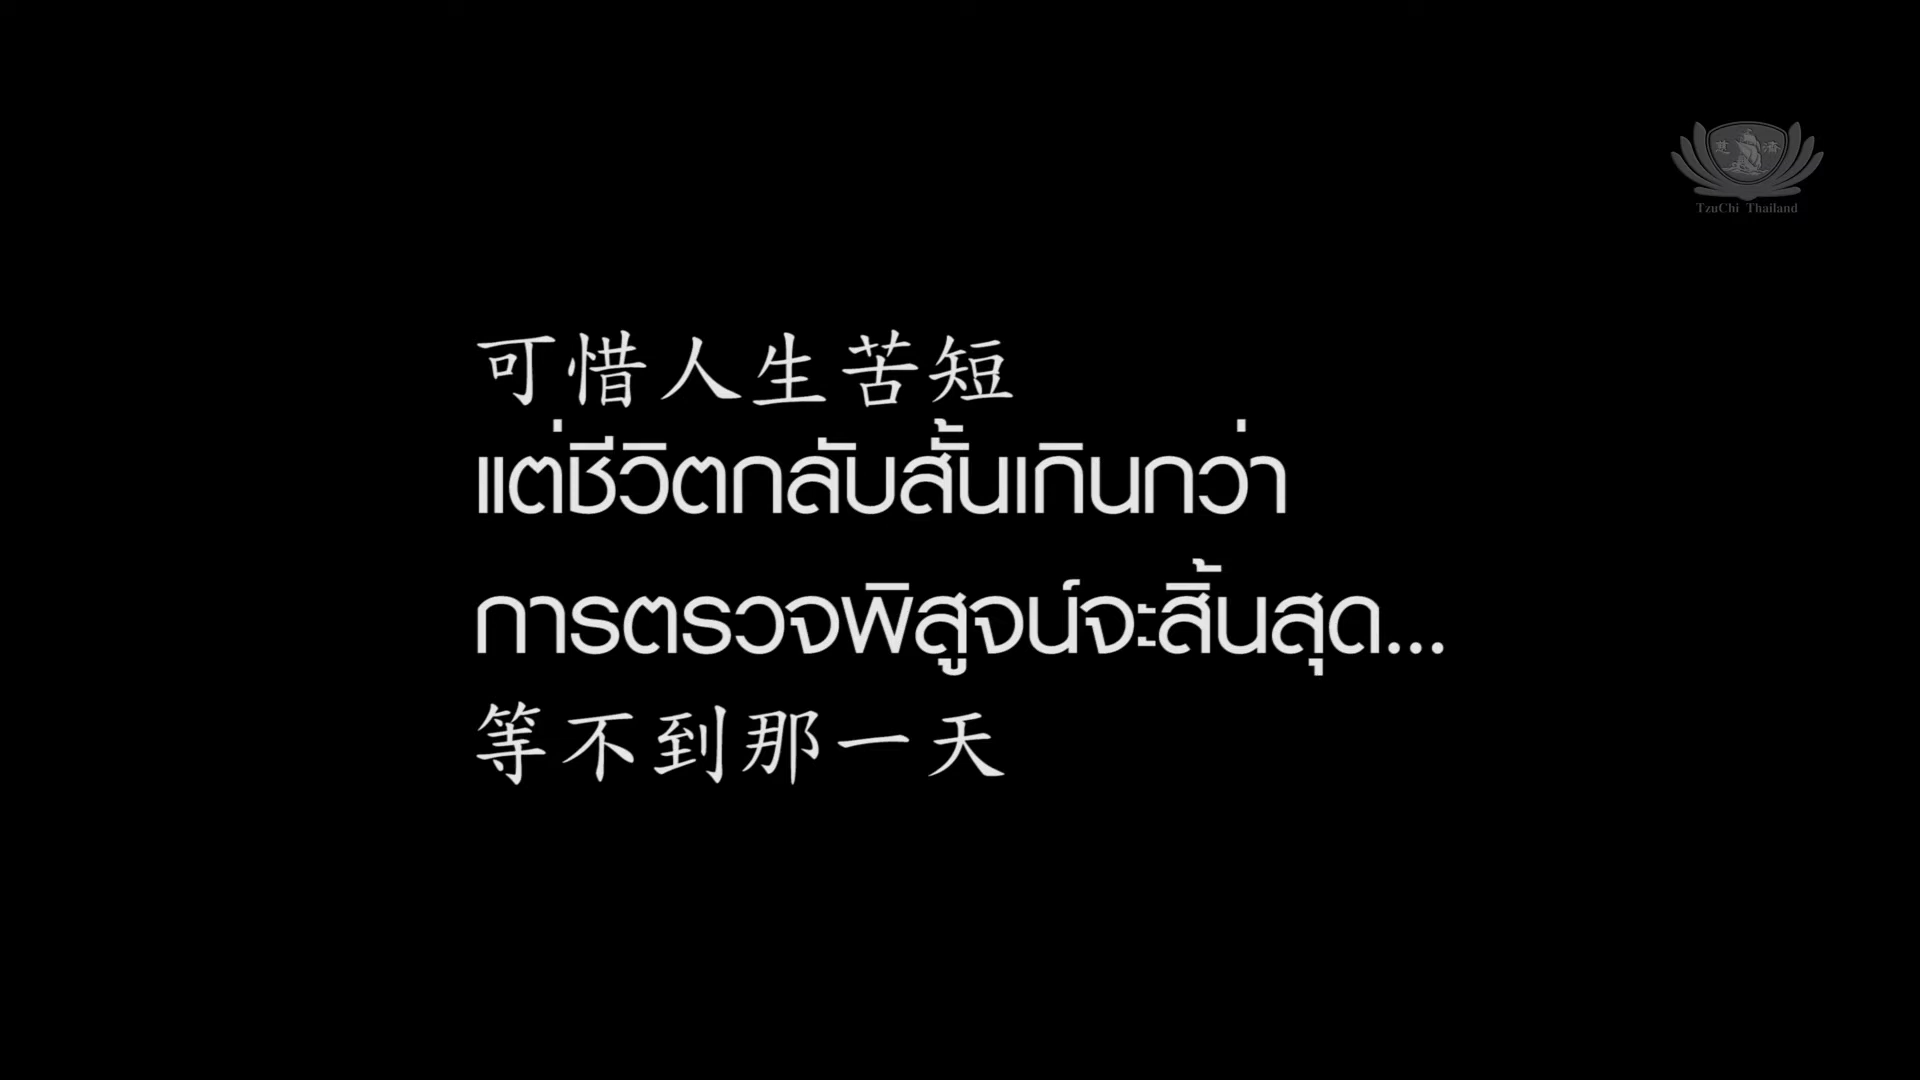 慈濟
TzuChi Thailand
可惜人生苦短
แต่ชีวิตกลับสั้นเกินกว่า
การตรวจพิสูจน์จะสิ้นสุด...
等不到那一天